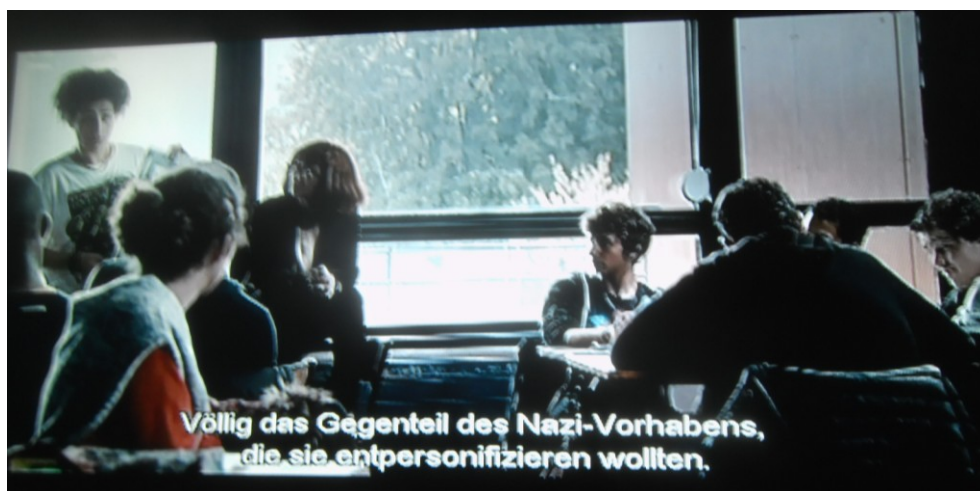 Völlig das Gegenteil des Nazi-Vorhabens,
die sie entpersonifizieren wollten.